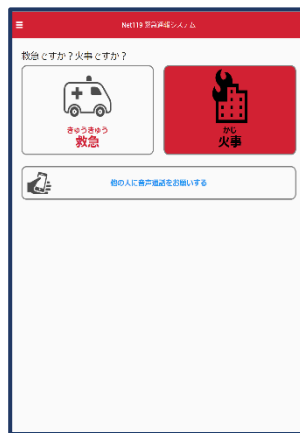 Net119 緊急通報システム
救急ですか？火事ですか？
きゅうきゅう
救急
かじ
火事
他の人に音声通話をお願いする